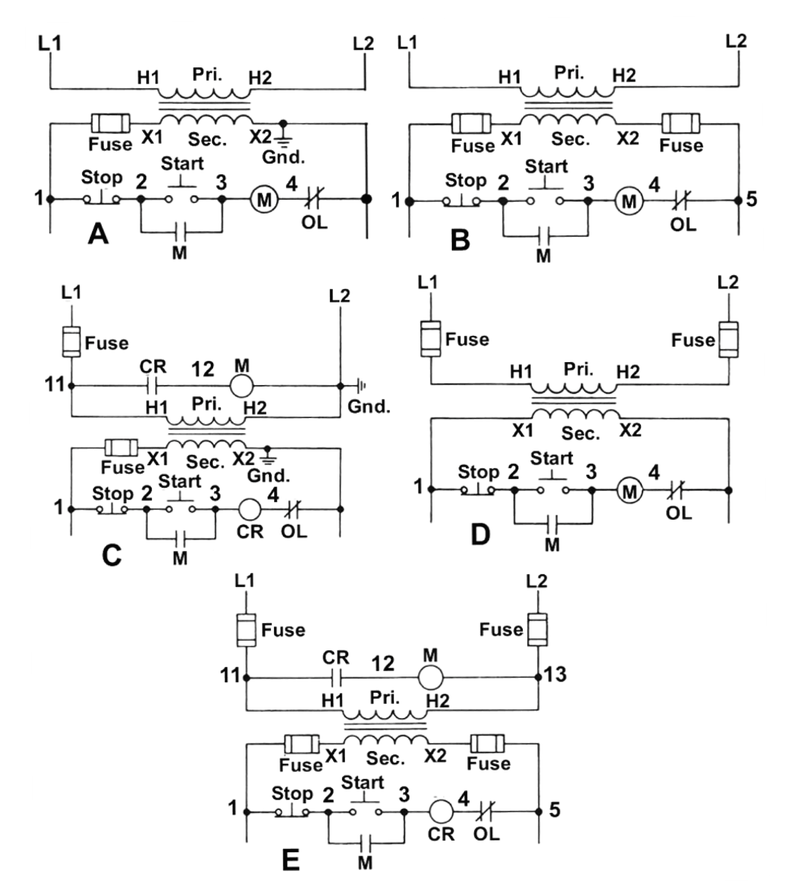 L1 L2
H1 Pri. H2
Fuse X1 Sec. X2 Gnd.
Stop Start
1 2 3 M 4
OL
A M
L1 L2
H1 Pri. H2
Fuse X1 Sec. X2 Fuse
Stop Start
1 2 3 M 4 5
OL
B M
L1 L2
Fuse
11 CR 12 M
Gnd.
H1 Pri. H2
Fuse X1 Sec. X2 Gnd.
Stop Start
1 2 3 4
CR OL
C M
L1 L2
Fuse Fuse
H1 Pri. H2
X1 Sec. X2
Stop Start
1 2 3 M 4
OL
D M
L1 L2
Fuse Fuse
11 CR 12 M 13
H1 Pri. H2
Fuse X1 Sec. X2 Fuse
Stop Start
1 2 3 4 5
CR OL
E M